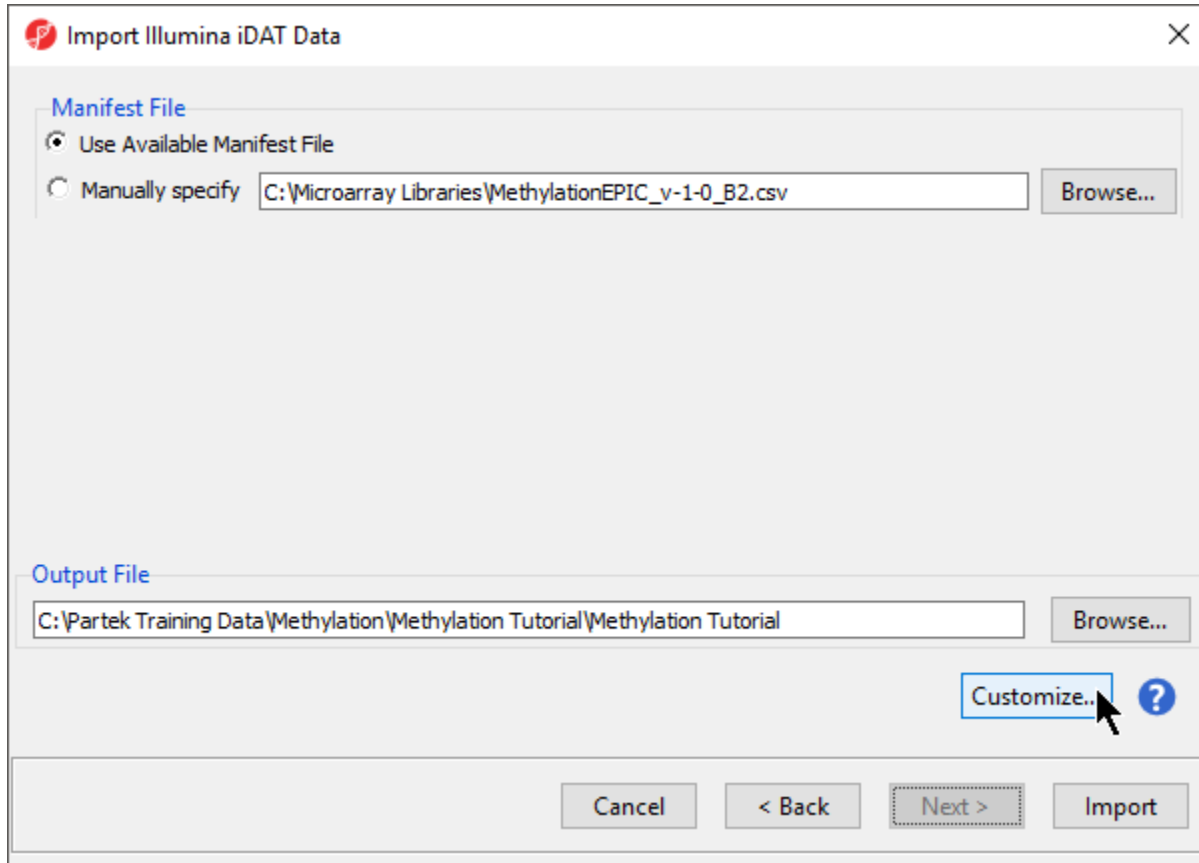 Import Illumina iDAT Data
Manifest File
Use Available Manifest File
Manually specify C:\Microarray Libraries\MethylationEPIC_v-1-0_B2.csv Browse...
Output File
C:\Partek Training Data\Methylation\Methylation Tutorial\Methylation Tutorial Browse...
Customize... ?
Cancel < Back Next > Import